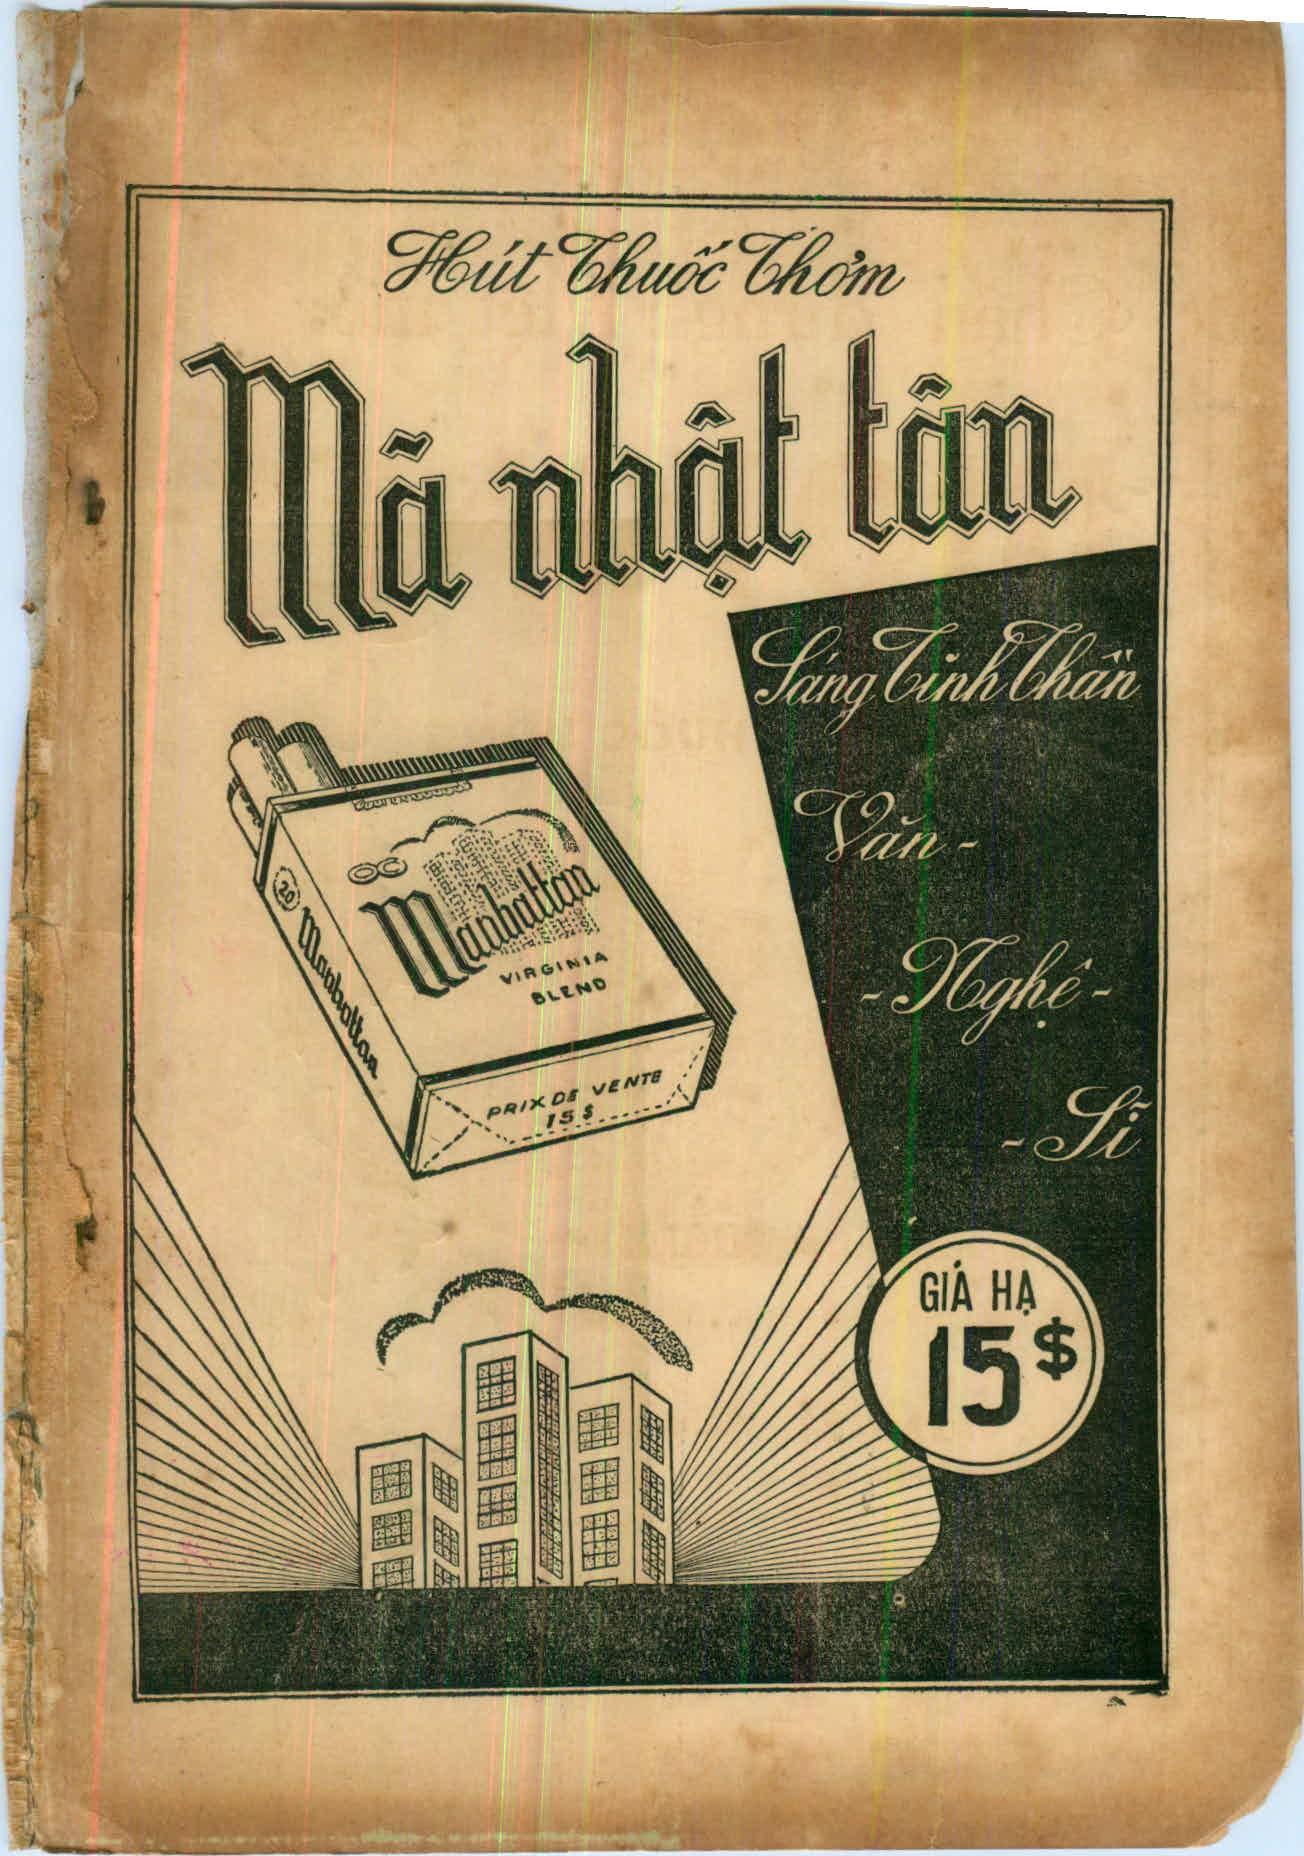 Hút Thuốc Thơm
Mã nhật tân
Sáng Tinh Thần
Văn -
- Nghệ -
- Sĩ
OC
Manhattan
VIRGINIA
BLEND
20
Manhattan
PRIX DE VENTE
15 $
GIÁ HẠ
15$